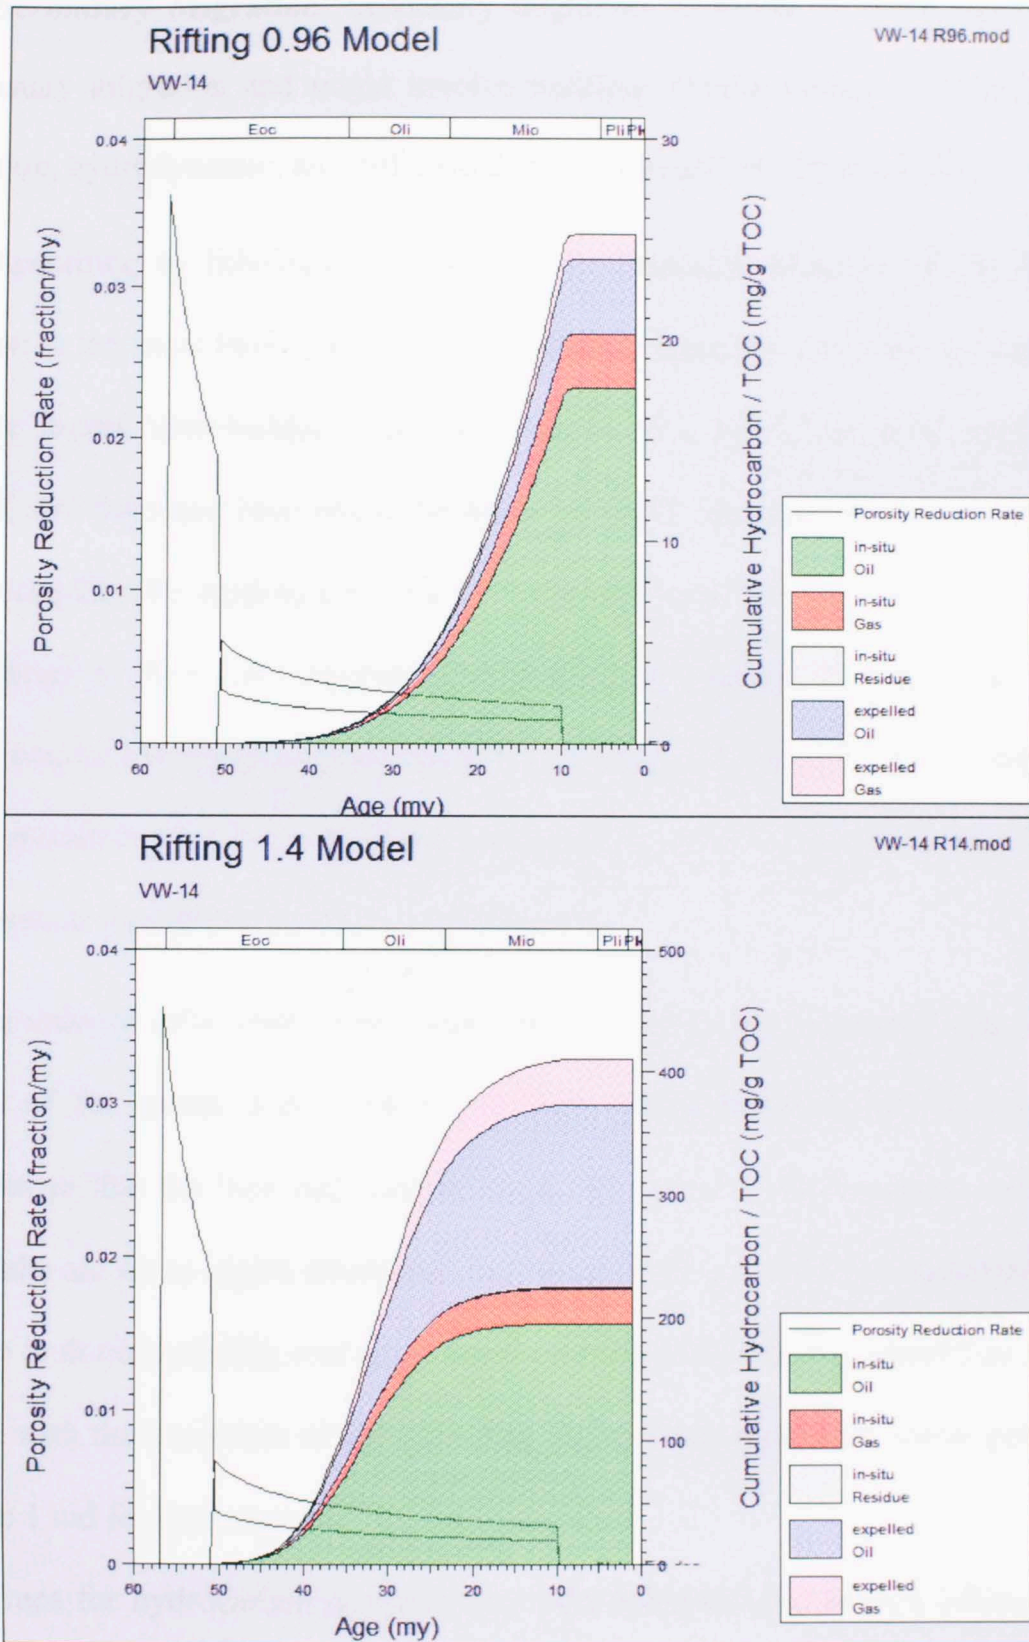 Rifting 0.96 Model
VW-14 R96.mod
VW-14
Eoc Oli Mio Pli
0.04 30
0.03
20
0.02
10
0.01
0 0
60 50 40 30 20 10 0
Age (my)
Porosity Reduction Rate (fraction/my)
Cumulative Hydrocarbon / TOC (mg/g TOC)
Porosity Reduction Rate
in-situ
Oil
in-situ
Gas
in-situ
Residue
expelled
Oil
expelled
Gas
Rifting 1.4 Model
VW-14 R14.mod
VW-14
Eoc Oli Mio Pli
0.04 500
400
0.03
300
0.02
200
0.01
100
0 0
60 50 40 30 20 10 0
Age (my)
Porosity Reduction Rate (fraction/my)
Cumulative Hydrocarbon / TOC (mg/g TOC)
Porosity Reduction Rate
in-situ
Oil
in-situ
Gas
in-situ
Residue
expelled
Oil
expelled
Gas